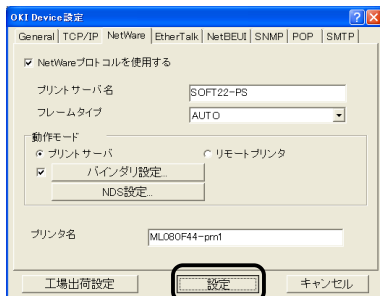 OKI Device設定
General TCP/IP NetWare EtherTalk NetBEUI SNMP POP SMTP
NetWareプロトコルを使用する
プリントサーバ名 SOFT22-PS
フレームタイプ AUTO
動作モード
プリントサーバ リモートプリンタ
バインダリ設定...
NDS設定...
プリンタ名 ML080F44-prn1
工場出荷設定 設定 キャンセル